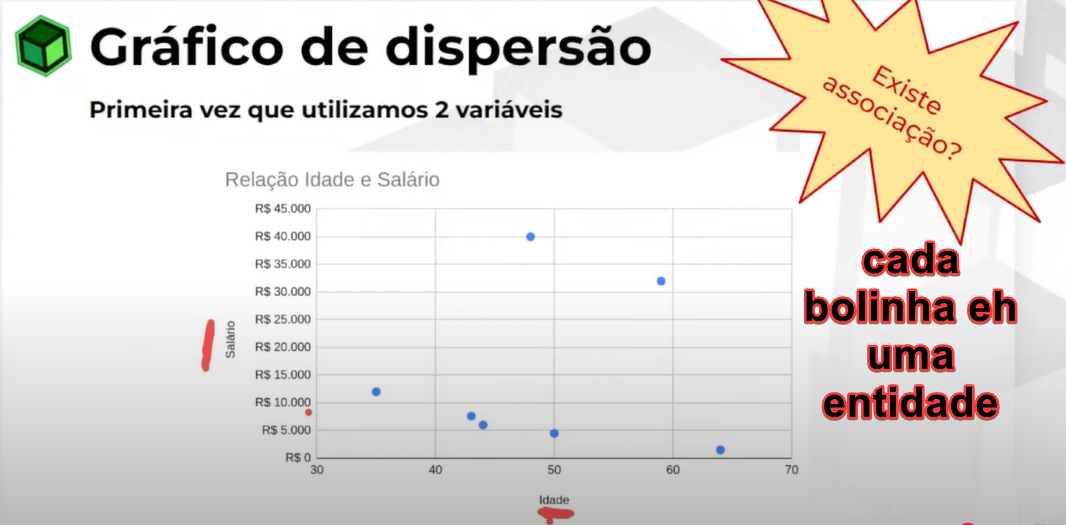 Gráfico de dispersão
Primeira vez que utilizamos 2 variáveis
Existe
associação?
Relação Idade e Salário
R$ 45.000
R$ 40.000
R$ 35.000
R$ 30.000
R$ 25.000
R$ 20.000
R$ 15.000
R$ 10.000
R$ 5.000
R$ 0
Salário
30 40 50 60 70
Idade
cada
bolinha eh
uma
entidade